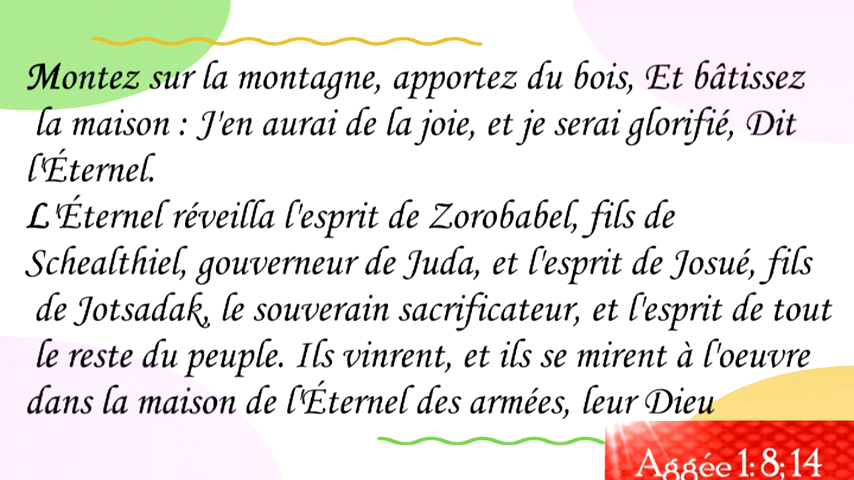 Montez sur la montagne, apportez du bois, Et bâtissez
la maison : J'en aurai de la joie, et je serai glorifié, Dit
l'Éternel.
L'Éternel réveilla l'esprit de Zorobabel, fils de
Schealthiel, gouverneur de Juda, et l'esprit de Josué, fils
de Jotsadak, le souverain sacrificateur, et l'esprit de tout
le reste du peuple. Ils vinrent, et ils se mirent à l'oeuvre
dans la maison de l'Éternel des armées, leur Dieu
Aggée 1:8;14